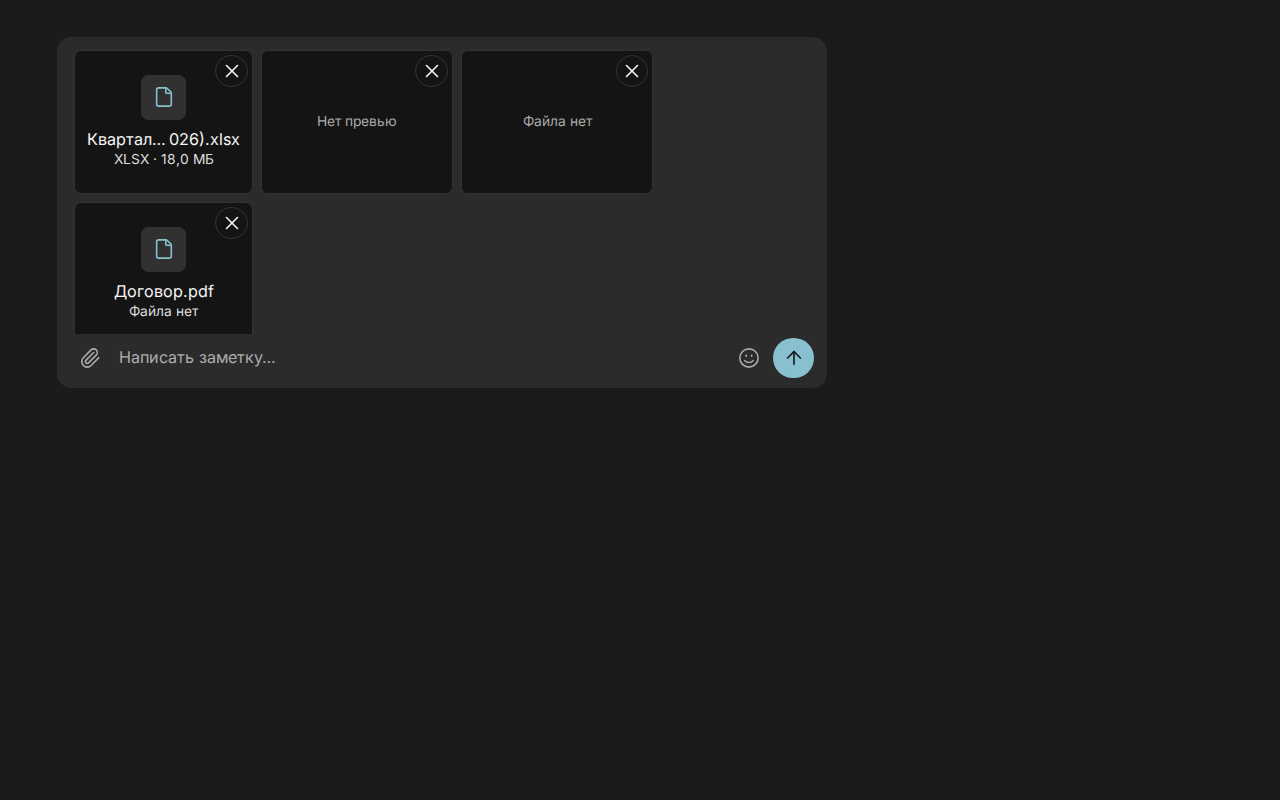 Квартал... 026).xlsx
XLSX · 18,0 МБ
Нет превью
Файла нет
Договор.pdf
Файла нет
Написать заметку...